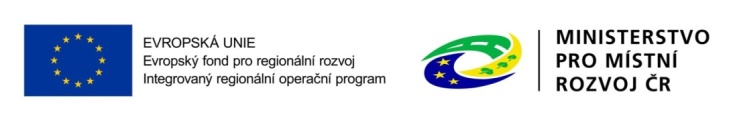 EVROPSKÁ UNIE
Evropský fond pro regionální rozvoj
Integrovaný regionální operační program
MINISTERSTVO
PRO MÍSTNÍ
ROZVOJ ČR